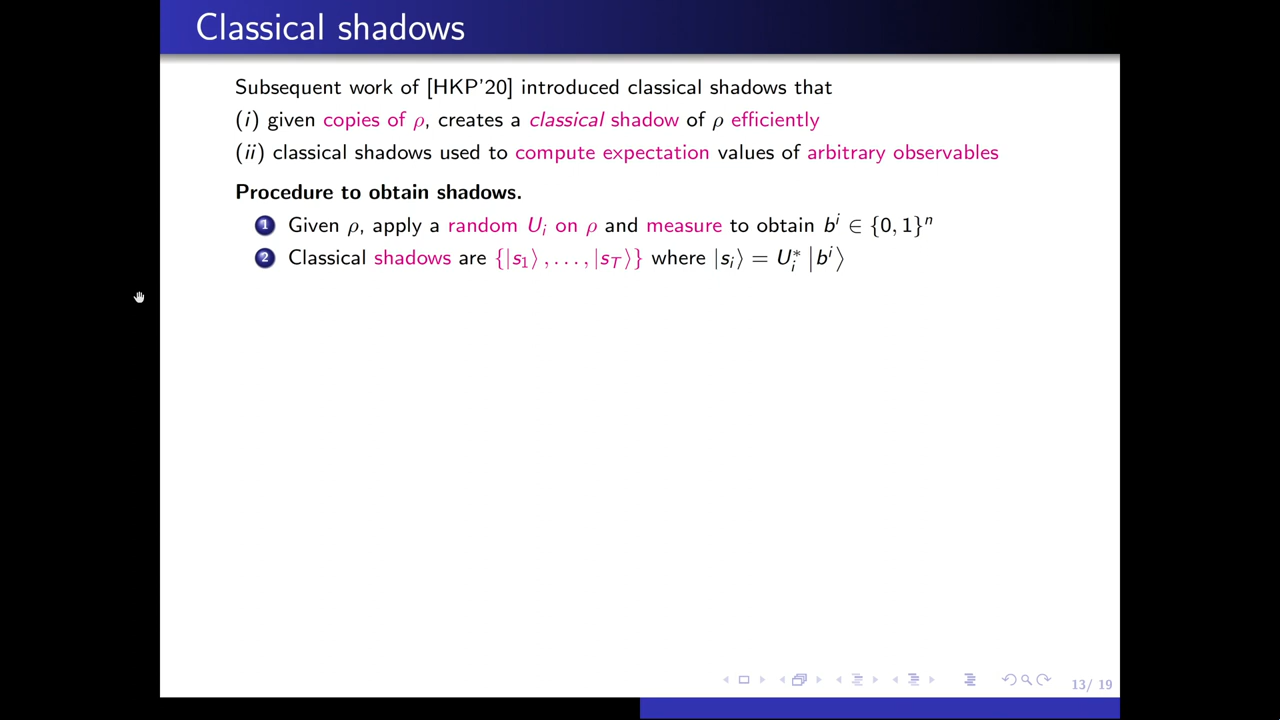 Classical shadows
Subsequent work of [HKP'20] introduced classical shadows that
(i) given copies of ρ, creates a classical shadow of ρ efficiently
(ii) classical shadows used to compute expectation values of arbitrary observables
Procedure to obtain shadows.
1 Given ρ, apply a random U_i on ρ and measure to obtain b^i ∈ {0, 1}^n
2 Classical shadows are {|s_1⟩, . . . , |s_T⟩} where |s_i⟩ = U_i^* |b^i⟩
13/ 19